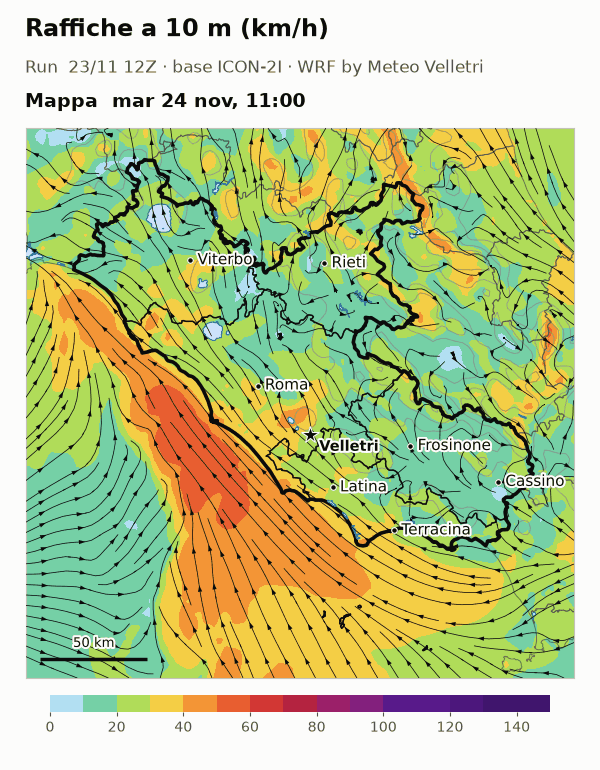 Raffiche a 10 m (km/h)
Run  23/11 12Z · base ICON-2I · WRF by Meteo Velletri
Mappa  mar 24 nov, 11:00
Viterbo
Rieti
Roma
Velletri
Frosinone
Latina
Cassino
Terracina
50 km
0 20 40 60 80 100 120 140